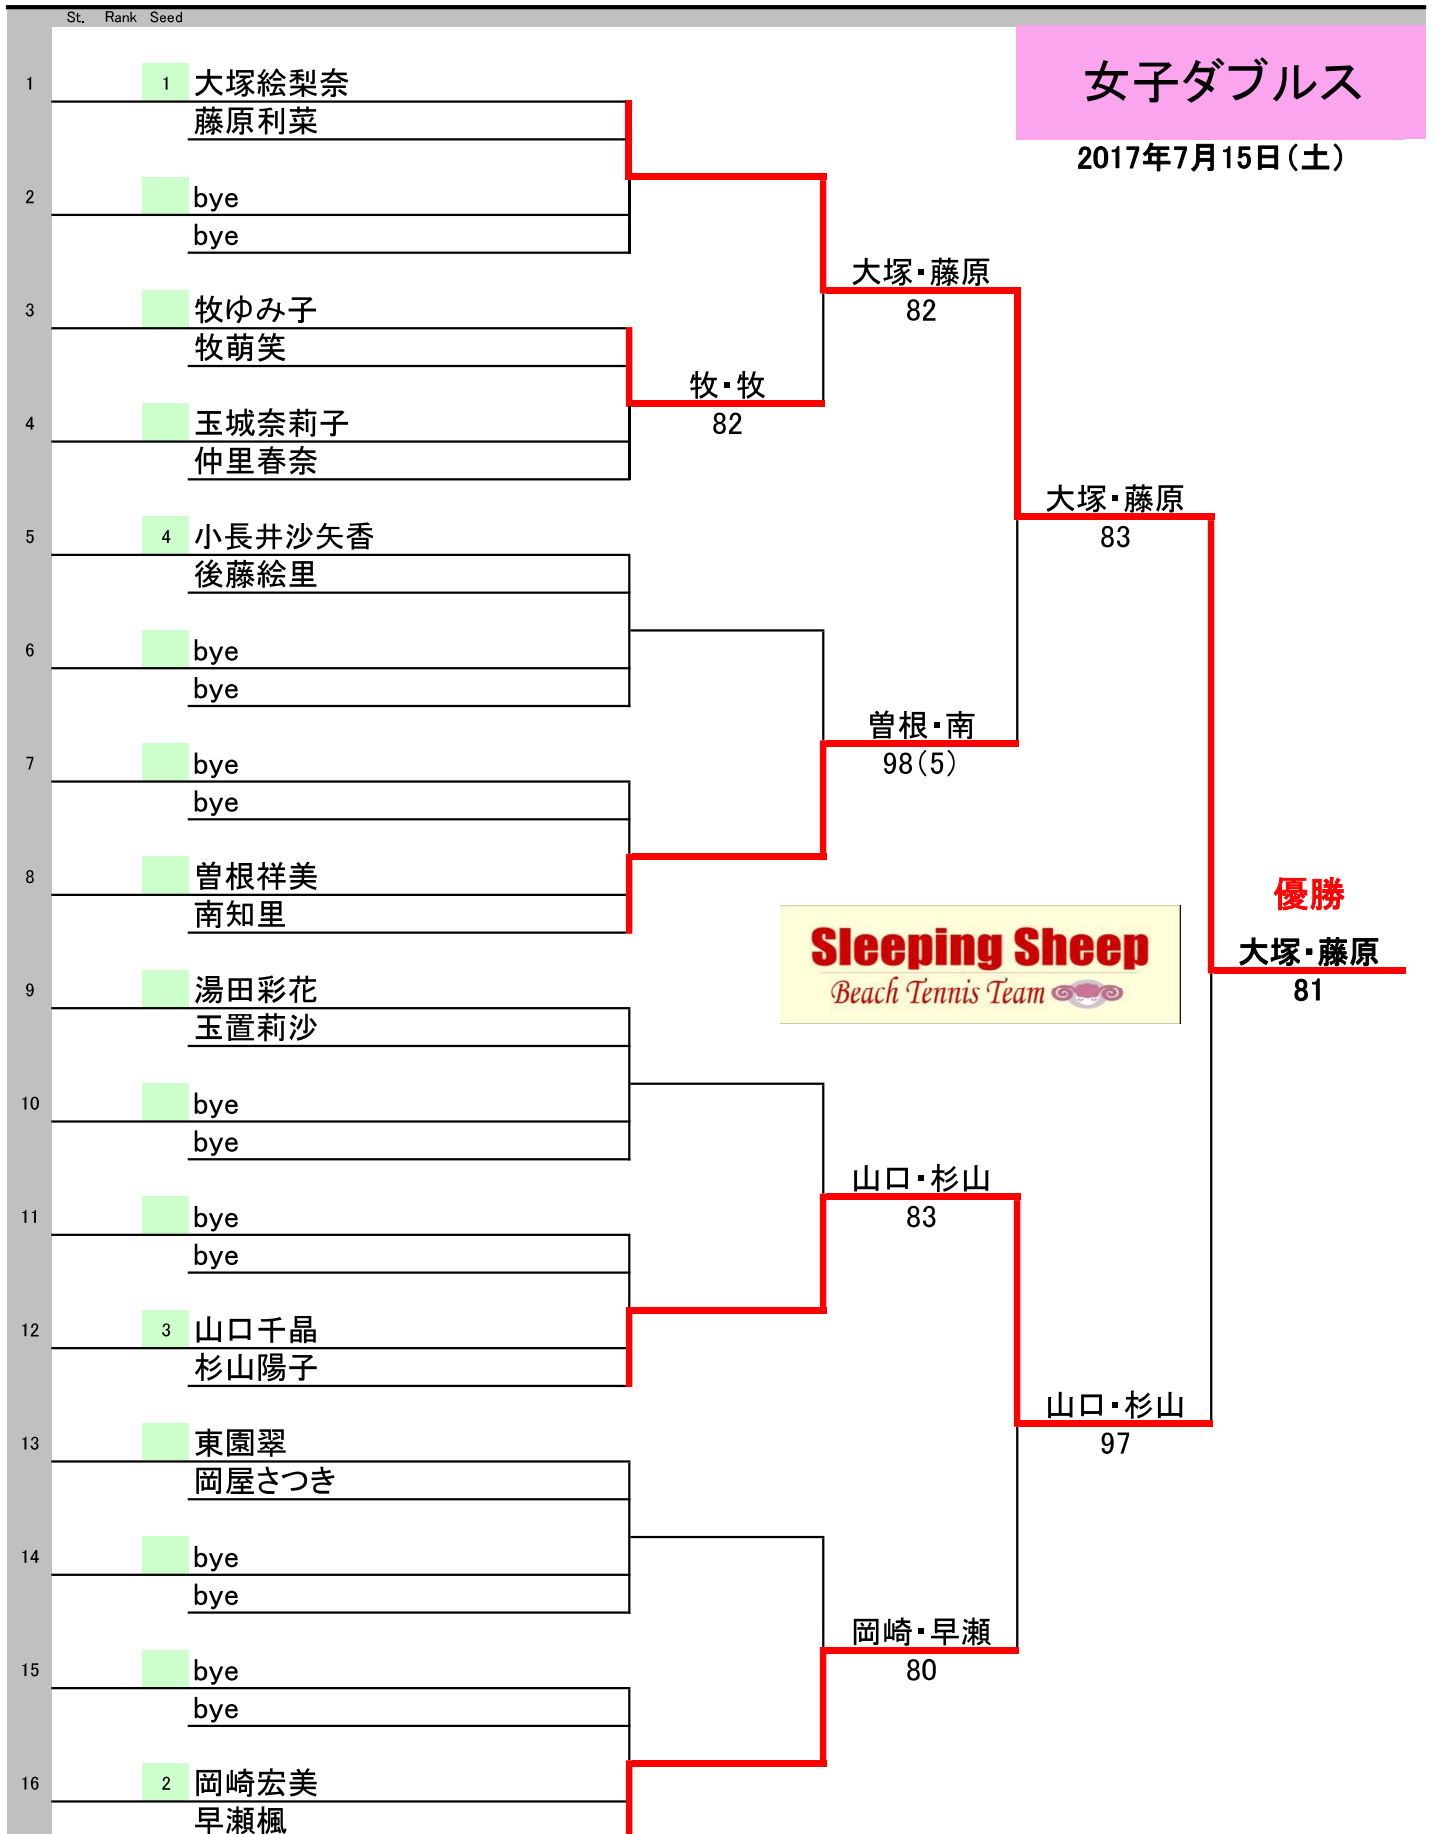 St. Rank Seed
女子ダブルス
2017年7月15日(土)
1 1 大塚絵梨奈
藤原利菜
2 bye
bye
大塚・藤原
82
3 牧ゆみ子
牧萌笑
牧・牧
82
4 玉城奈莉子
仲里春奈
大塚・藤原
83
5 4 小長井沙矢香
後藤絵里
6 bye
bye
曽根・南
98(5)
7 bye
bye
8 曽根祥美
南知里
優勝
大塚・藤原
81
Sleeping Sheep
Beach Tennis Team
9 湯田彩花
玉置莉沙
10 bye
bye
山口・杉山
83
11 bye
bye
12 3 山口千晶
杉山陽子
山口・杉山
97
13 東園翠
岡屋さつき
14 bye
bye
岡崎・早瀬
80
15 bye
bye
16 2 岡崎宏美
早瀬楓